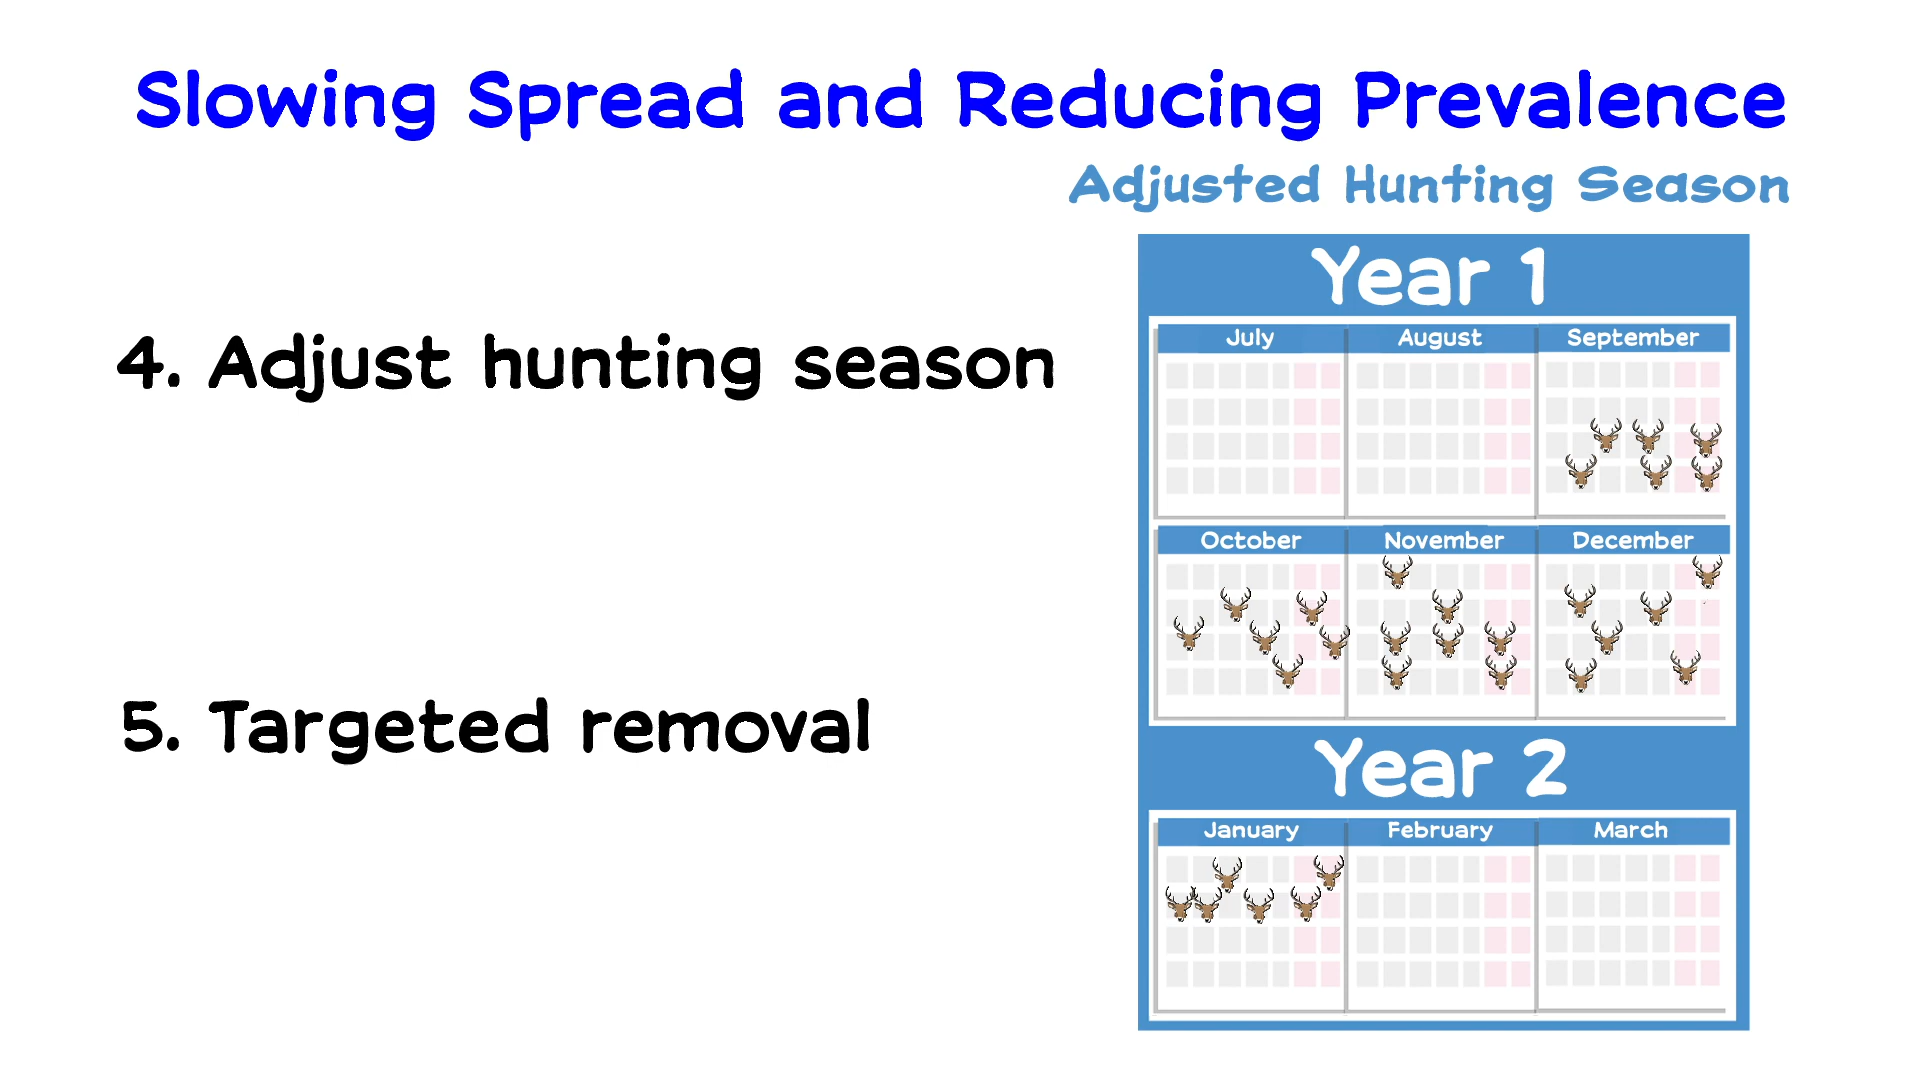 Slowing Spread and Reducing Prevalence
Adjusted Hunting Season
4. Adjust hunting season
5. Targeted removal
Year 1
July August September
October November December
Year 2
January February March